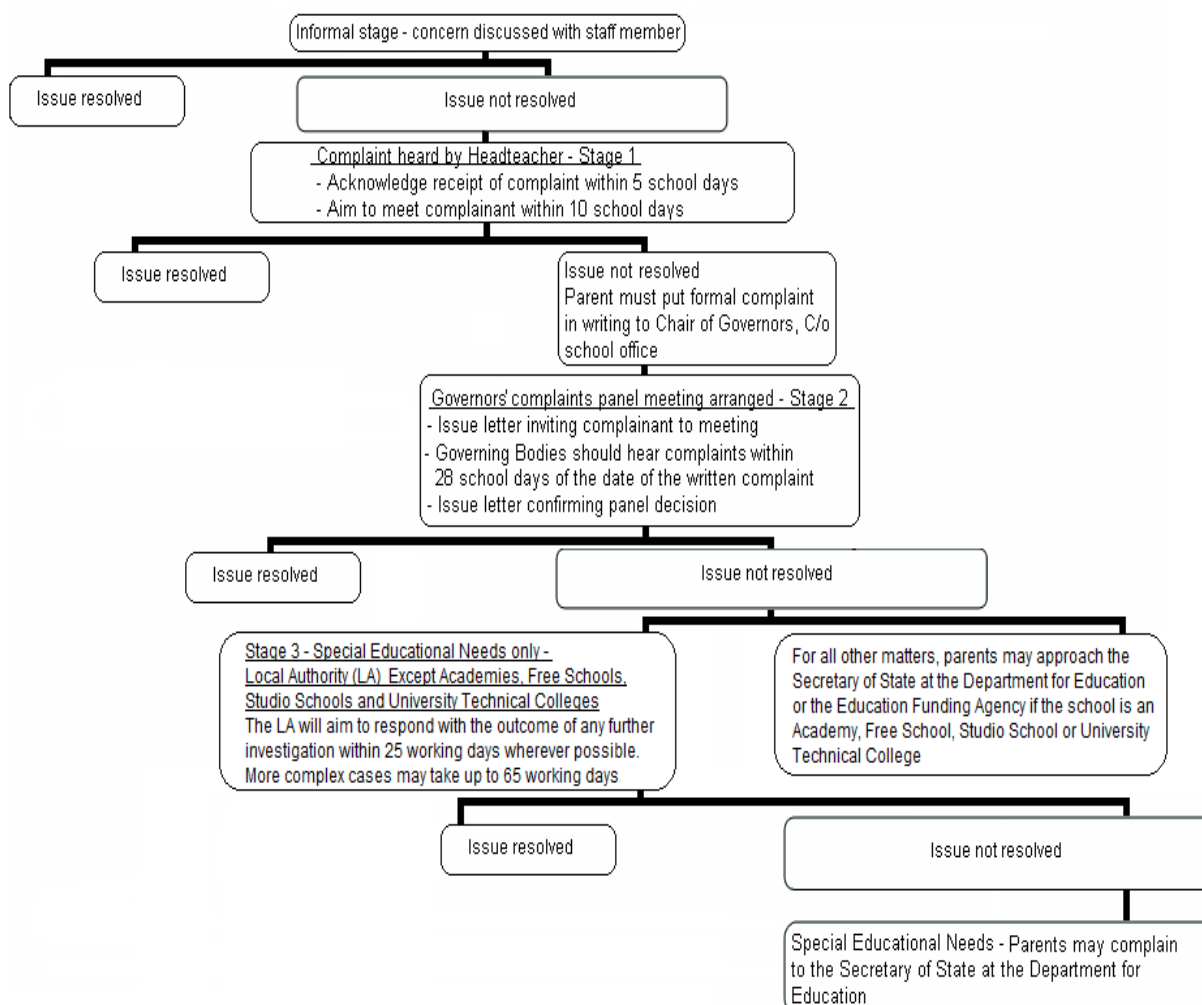 Informal stage - concern discussed with staff member
Issue resolved
Issue not resolved
Complaint heard by Headteacher - Stage 1
- Acknowledge receipt of complaint within 5 school days
- Aim to meet complainant within 10 school days
Issue resolved
Issue not resolved
Parent must put formal complaint
in writing to Chair of Governors, C/o
school office
Governors' complaints panel meeting arranged - Stage 2
- Issue letter inviting complainant to meeting
- Governing Bodies should hear complaints within
28 school days of the date of the written complaint
- Issue letter confirming panel decision
Issue resolved
Issue not resolved
Stage 3 - Special Educational Needs only -
Local Authority (LA) Except Academies, Free Schools,
Studio Schools and University Technical Colleges
The LA will aim to respond with the outcome of any further
investigation within 25 working days wherever possible.
More complex cases may take up to 65 working days
For all other matters, parents may approach the
Secretary of State at the Department for Education
or the Education Funding Agency if the school is an
Academy, Free School, Studio School or University
Technical College
Issue resolved
Issue not resolved
Special Educational Needs - Parents may complain
to the Secretary of State at the Department for
Education